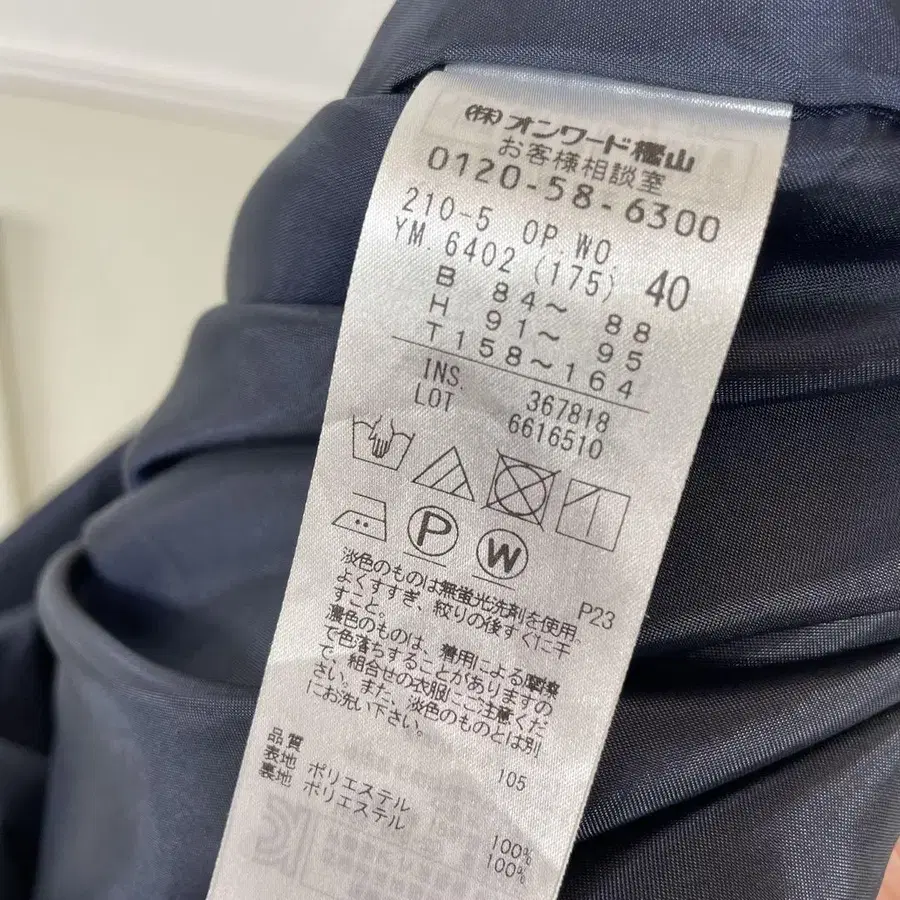 (株)オンワード樫山
お客様相談室
0120-58-6300
210-5 OP.WO.
YM.6402(175) 40
B 84〜 88
H 91〜 95
T158〜164
INS. 367818
LOT 6616510
P W
P23
淡色のものは無蛍光洗剤を使用
よくすすぎ、絞りの後すぐに干
すこと。
濃色のものは、着用による摩擦
で色落ちすることがありますの
で、組合せの衣服にご注意くだ
さい。また、淡色のものとは別
にお洗い下さい。
105
品質
表地 ポリエステル 100%
裏地 ポリエステル 100%